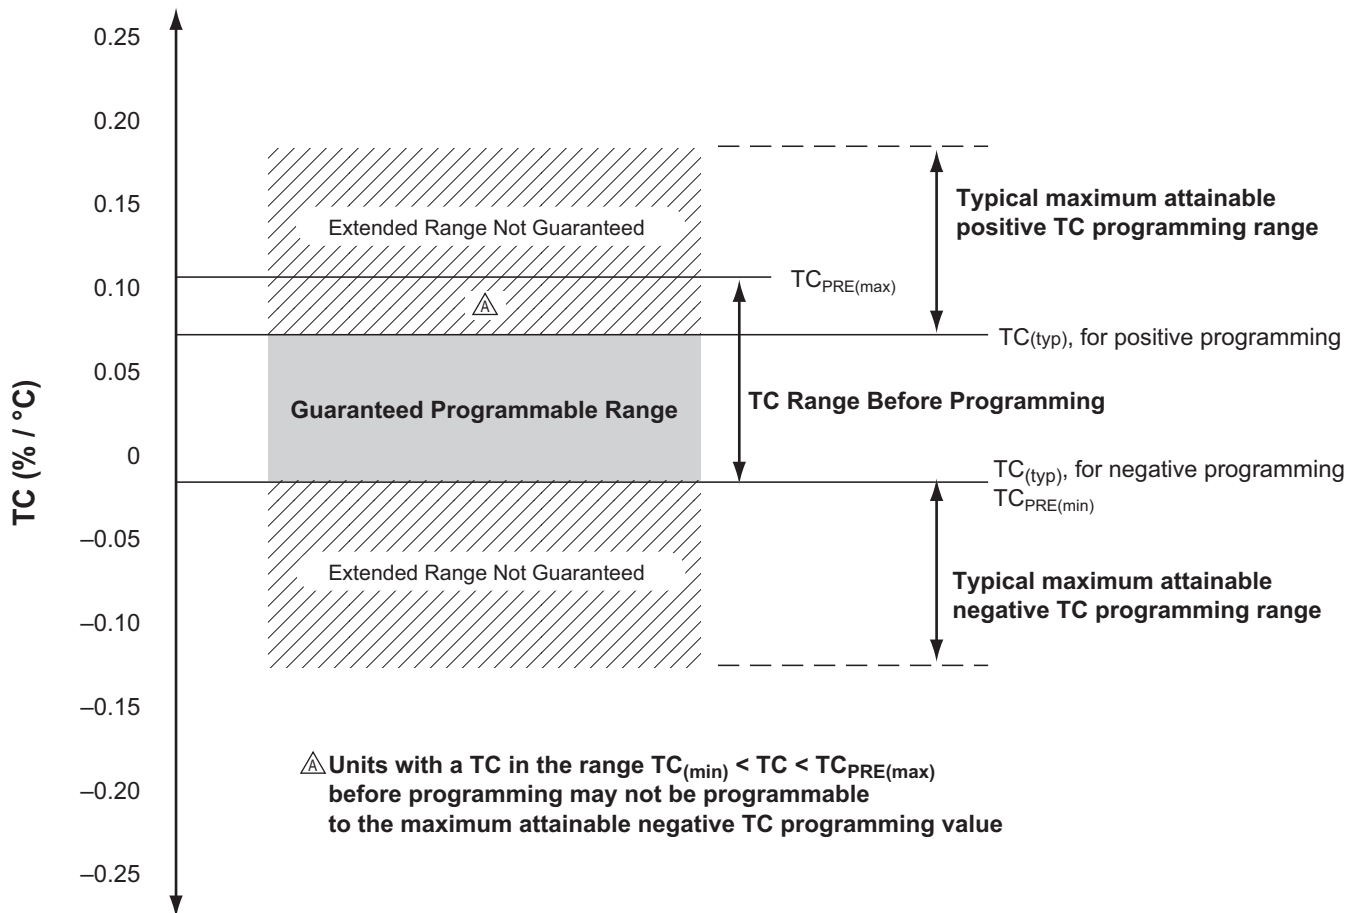 0.25
0.20
0.15
0.10
0.05
0
–0.05
–0.10
–0.15
–0.20
–0.25
TC (% / °C)
Extended Range Not Guaranteed
A
Guaranteed Programmable Range
Extended Range Not Guaranteed
Typical maximum attainable
positive TC programming range
TCPRE(max)
TC(typ), for positive programming
TC Range Before Programming
TC(typ), for negative programming
TCPRE(min)
Typical maximum attainable
negative TC programming range
A Units with a TC in the range TC(min) < TC < TCPRE(max)
before programming may not be programmable
to the maximum attainable negative TC programming value